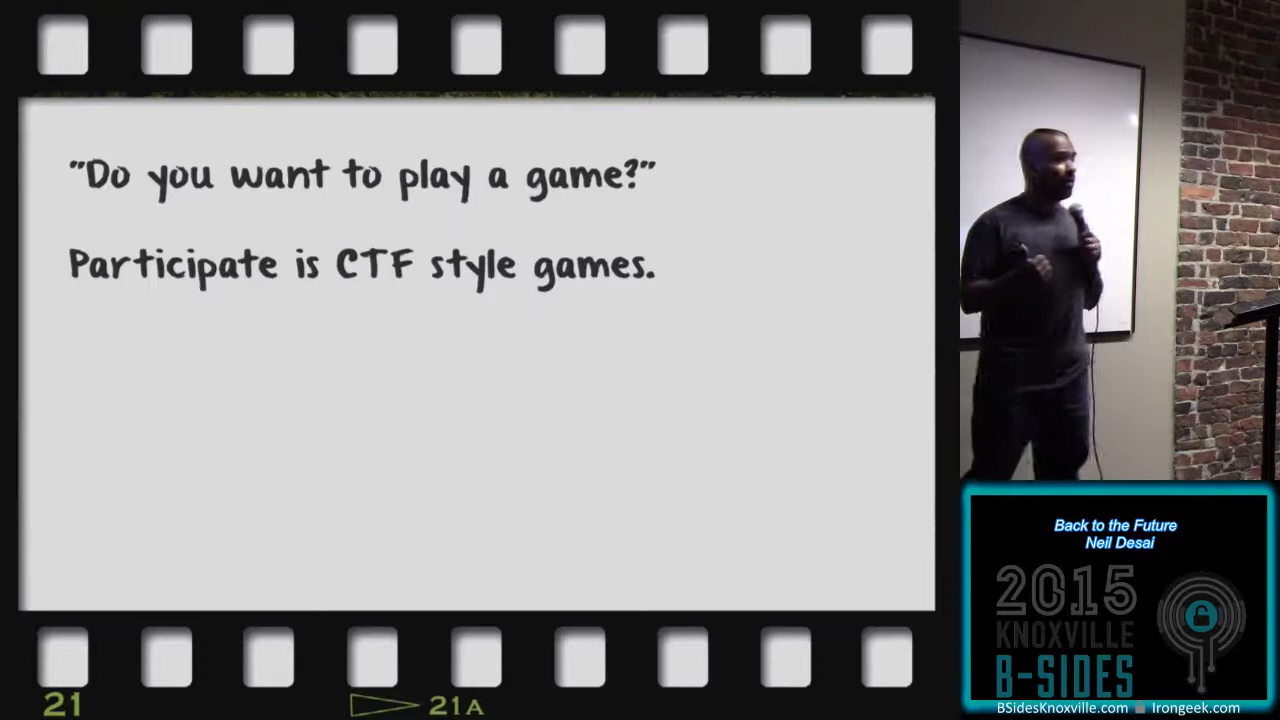 "Do you want to play a game?"
Participate is CTF style games.
21
21A
Back to the Future
Neil Desai
2015
KNOXVILLE
B-SIDES
BSidesKnoxville.com Irongeek.com